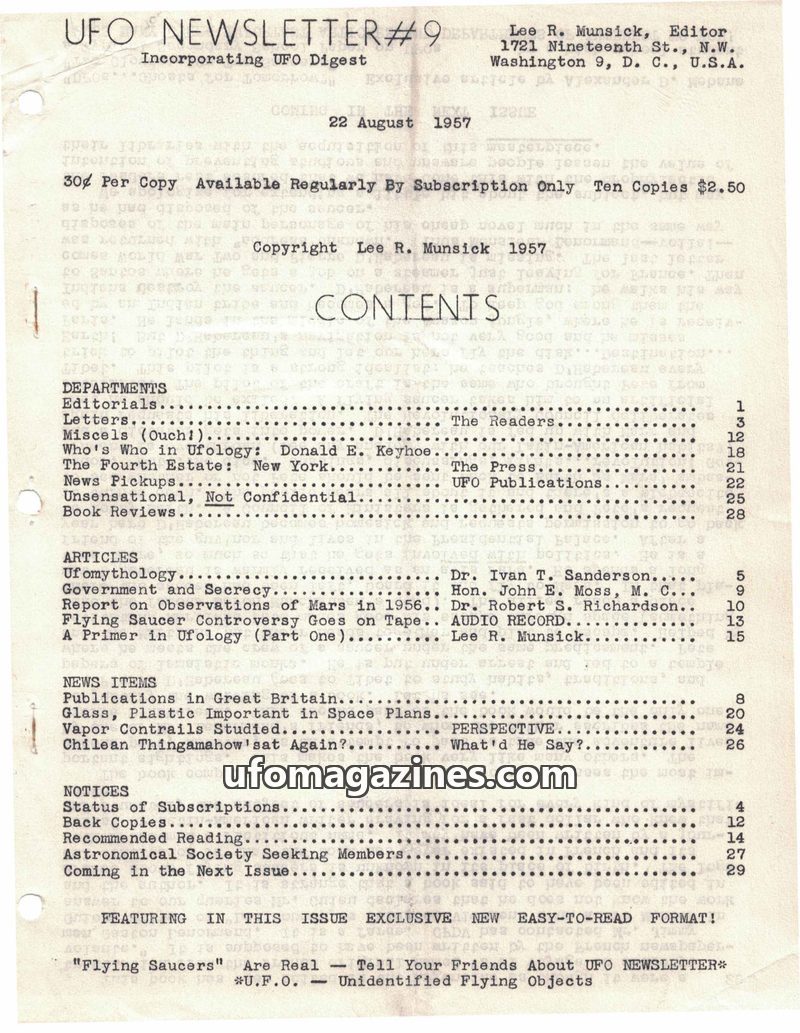 UFO NEWSLETTER #9
Incorporating UFO Digest
Lee R. Munsick, Editor
1721 Nineteenth St., N.W.
Washington 9, D. C., U.S.A.
22 August 1957
30¢ Per Copy Available Regularly By Subscription Only Ten Copies $2.50
Copyright Lee R. Munsick 1957
CONTENTS
DEPARTMENTS
Editorials................................................................ 1
Letters.................................. The Readers.............. 3
Miscels (Ouch!)........................................................... 12
Who's Who in Ufology: Donald E. Keyhoe.................................. 18
The Fourth Estate: New York............. The Press................ 21
News Pickups............................. UFO Publications.......... 22
Unsensational, Not Confidential.......................................... 25
Book Reviews............................................................. 28
ARTICLES
Ufomythology............................. Dr. Ivan T. Sanderson..... 5
Government and Secrecy................... Hon. John E. Moss, M. C... 9
Report on Observations of Mars in 1956.. Dr. Robert S. Richardson.. 10
Flying Saucer Controversy Goes on Tape.. AUDIO RECORD.............. 13
A Primer in Ufology (Part One).......... Lee R. Munsick............ 15
NEWS ITEMS
Publications in Great Britain............................................ 8
Glass, Plastic Important in Space Plans.................................. 20
Vapor Contrails Studied.................. PERSPECTIVE............... 24
Chilean Thingamahow'sat Again?.......... What'd He Say?............ 26
ufomagazines.com
NOTICES
Status of Subscriptions.................................................. 4
Back Copies.............................................................. 12
Recommended Reading...................................................... 14
Astronomical Society Seeking Members..................................... 27
Coming in the Next Issue................................................. 29
FEATURING IN THIS ISSUE EXCLUSIVE NEW EASY-TO-READ FORMAT!
"Flying Saucers" Are Real — Tell Your Friends About UFO NEWSLETTER*
*U.F.O. — Unidentified Flying Objects